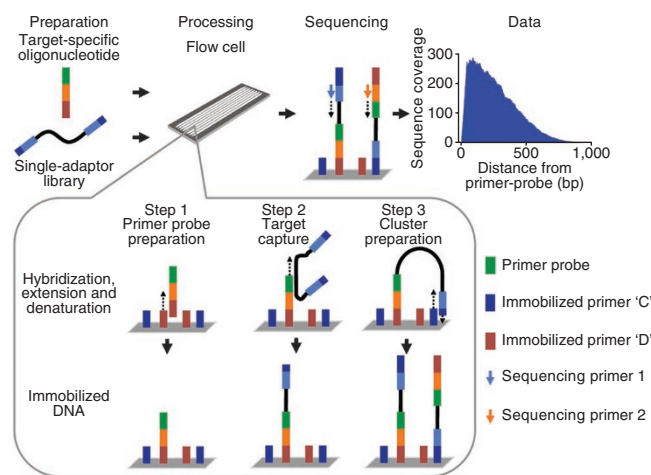 Preparation
Target-specific
oligonucleotide
Single-adaptor
library
Processing
Flow cell
Sequencing
Data
Sequence coverage
300
200
100
0
0
500
1,000
Distance from
primer-probe (bp)
Step 1
Primer probe
preparation
Step 2
Target
capture
Step 3
Cluster
preparation
Hybridization,
extension and
denaturation
Immobilized
DNA
Primer probe
Immobilized primer ‘C’
Immobilized primer ‘D’
Sequencing primer 1
Sequencing primer 2